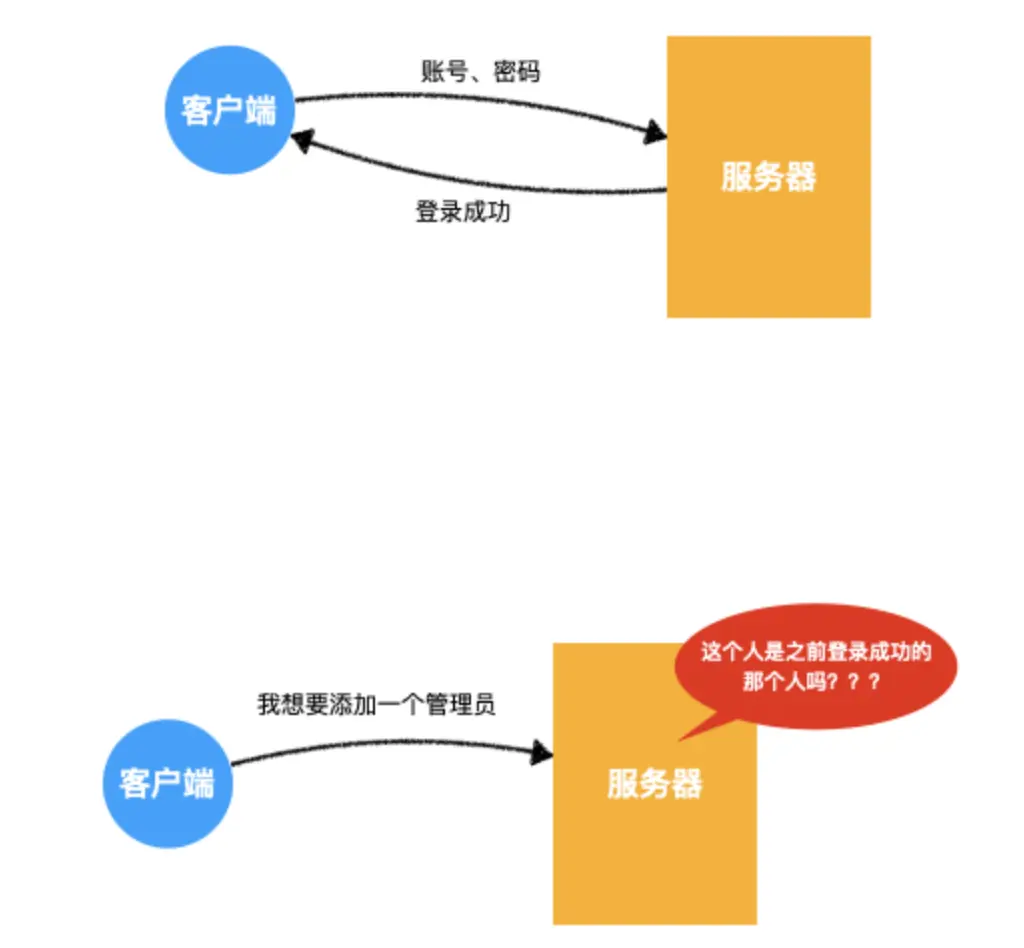 账号、密码
客户端
服务器
登录成功
这个人是之前登录成功的
那个人吗？？？
我想要添加一个管理员
客户端
服务器